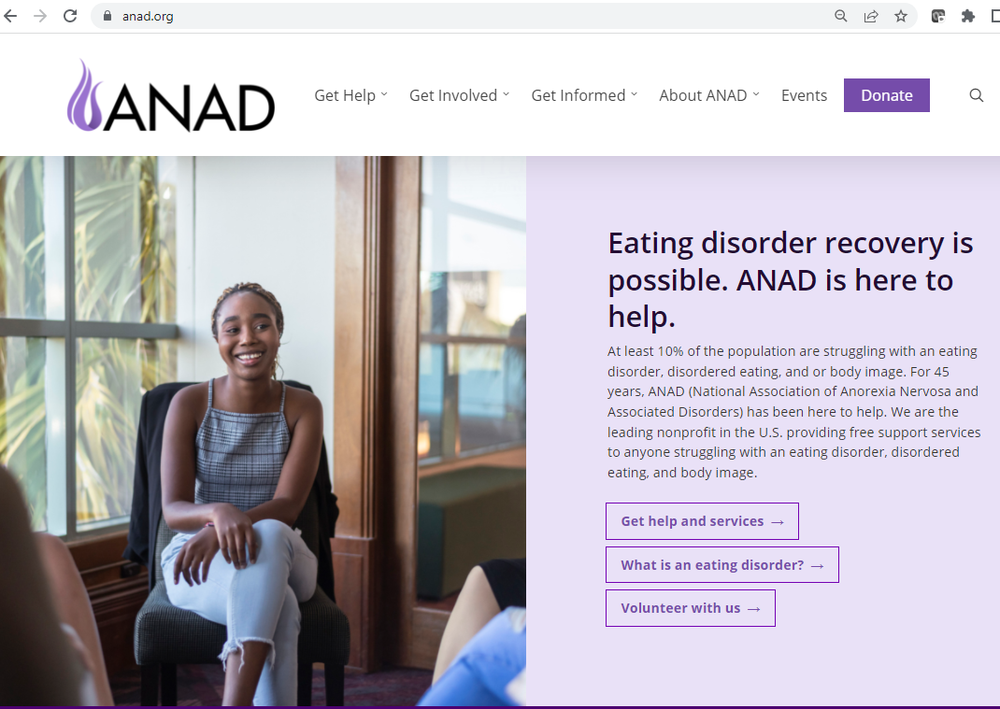 anad.org
ANAD
Get Help
Get Involved
Get Informed
About ANAD
Events
Donate
Eating disorder recovery is
possible. ANAD is here to
help.
At least 10% of the population are struggling with an eating
disorder, disordered eating, and or body image. For 45
years, ANAD (National Association of Anorexia Nervosa and
Associated Disorders) has been here to help. We are the
leading nonprofit in the U.S. providing free support services
to anyone struggling with an eating disorder, disordered
eating, and body image.
Get help and services →
What is an eating disorder? →
Volunteer with us →